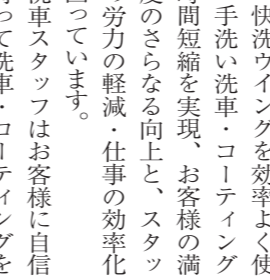 快洗ウイングを効率よく使
手洗い洗車・コーティング
時間短縮を実現、お客様の満
度のさらなる向上と、スタッ
の労力の軽減・仕事の効率化
図っています。
洗車スタッフはお客様に自信
って洗車・コーティングを